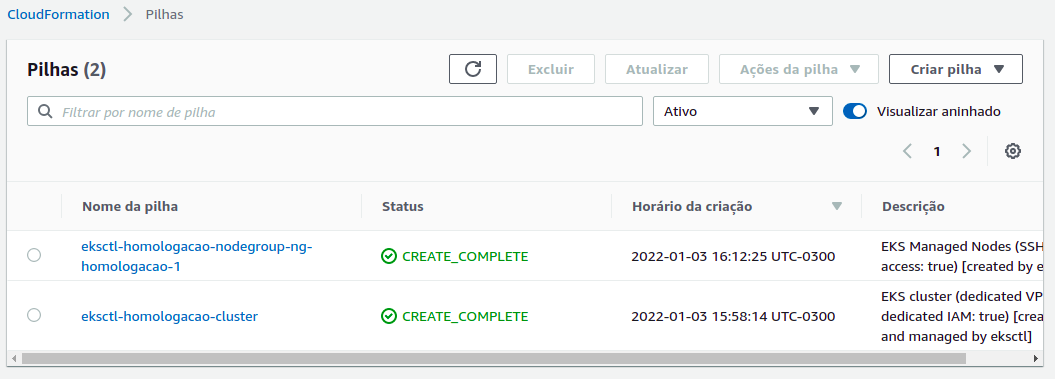 CloudFormation > Pilhas
Pilhas (2)
Excluir
Atualizar
Ações da pilha
Criar pilha
Filtrar por nome de pilha
Ativo
Visualizar aninhado
1
Nome da pilha
Status
Horário da criação
Descrição
eksctl-homologacao-nodegroup-ng-
homologacao-1
CREATE_COMPLETE
2022-01-03 16:12:25 UTC-0300
EKS Managed Nodes (SSH
access: true) [created by e
eksctl-homologacao-cluster
CREATE_COMPLETE
2022-01-03 15:58:14 UTC-0300
EKS cluster (dedicated VP
dedicated IAM: true) [crea
and managed by eksctl]